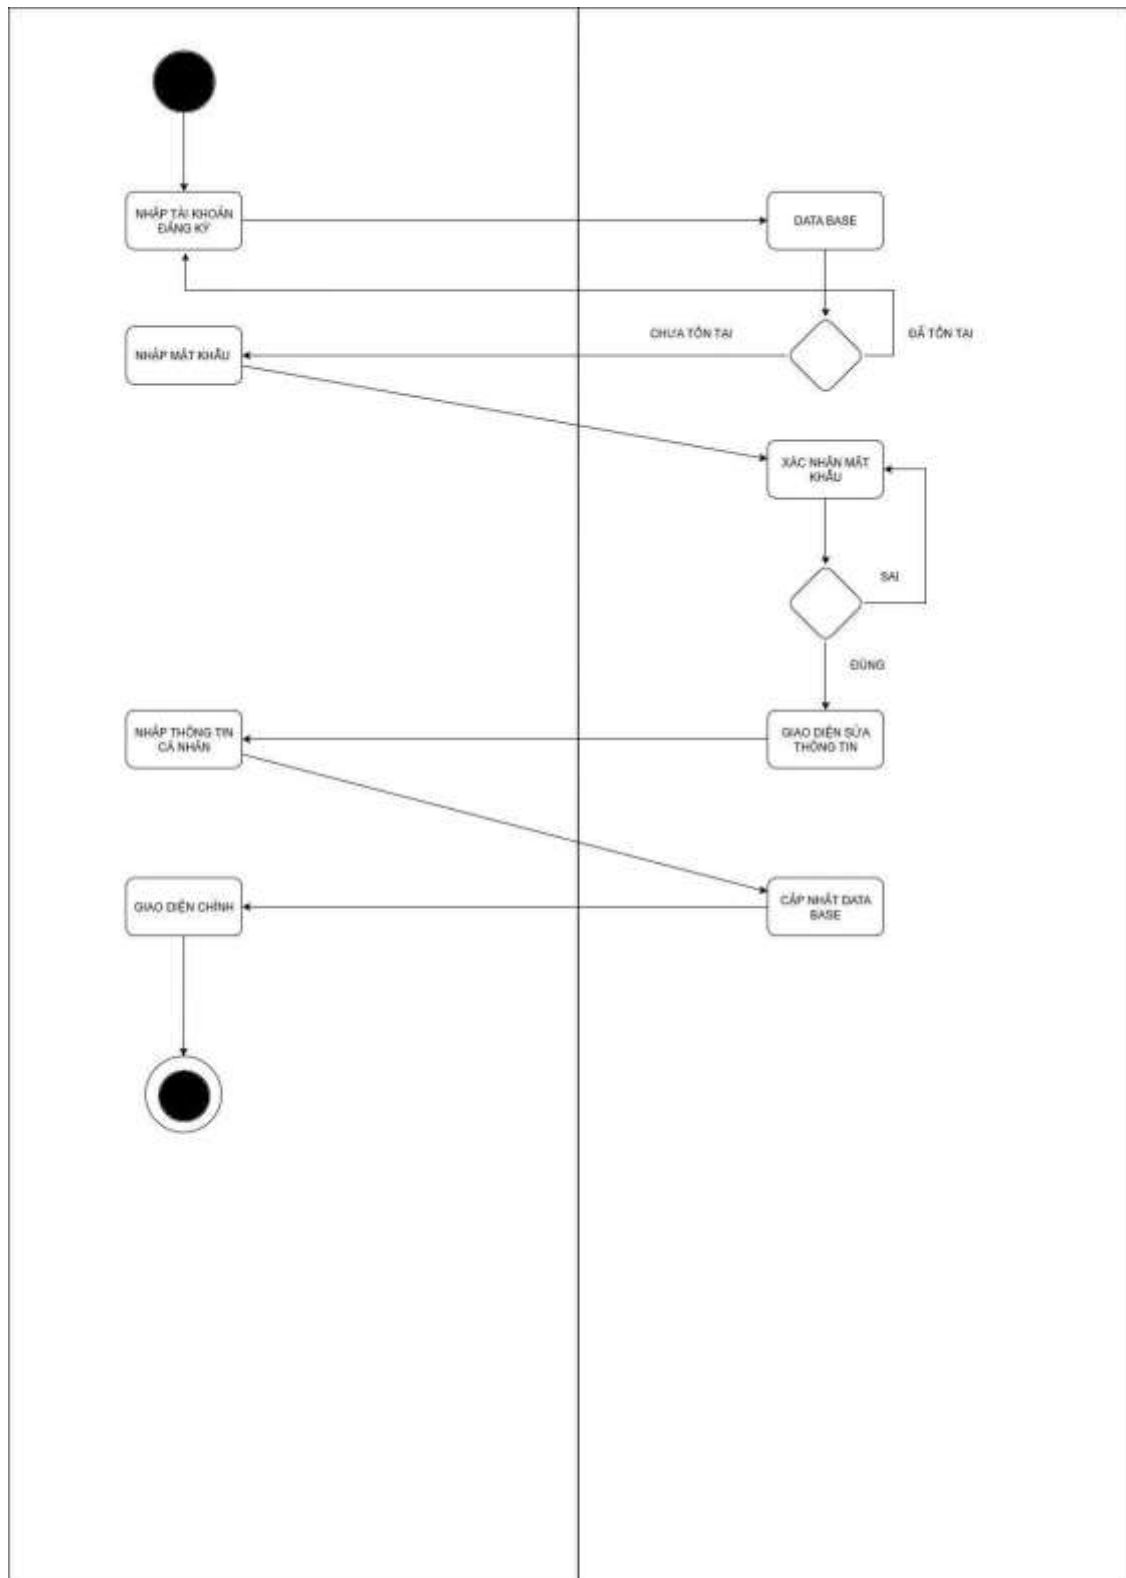 NHẬP TÀI KHOẢN
ĐĂNG KÝ
DATA BASE
CHƯA TỒN TẠI
ĐÃ TỒN TẠI
NHẬP MẬT KHẨU
XÁC NHẬN MẬT
KHẨU
SAI
ĐÚNG
NHẬP THÔNG TIN
CÁ NHÂN
GIAO DIỆN SỬA
THÔNG TIN
GIAO DIỆN CHÍNH
CẬP NHẬT DATA
BASE